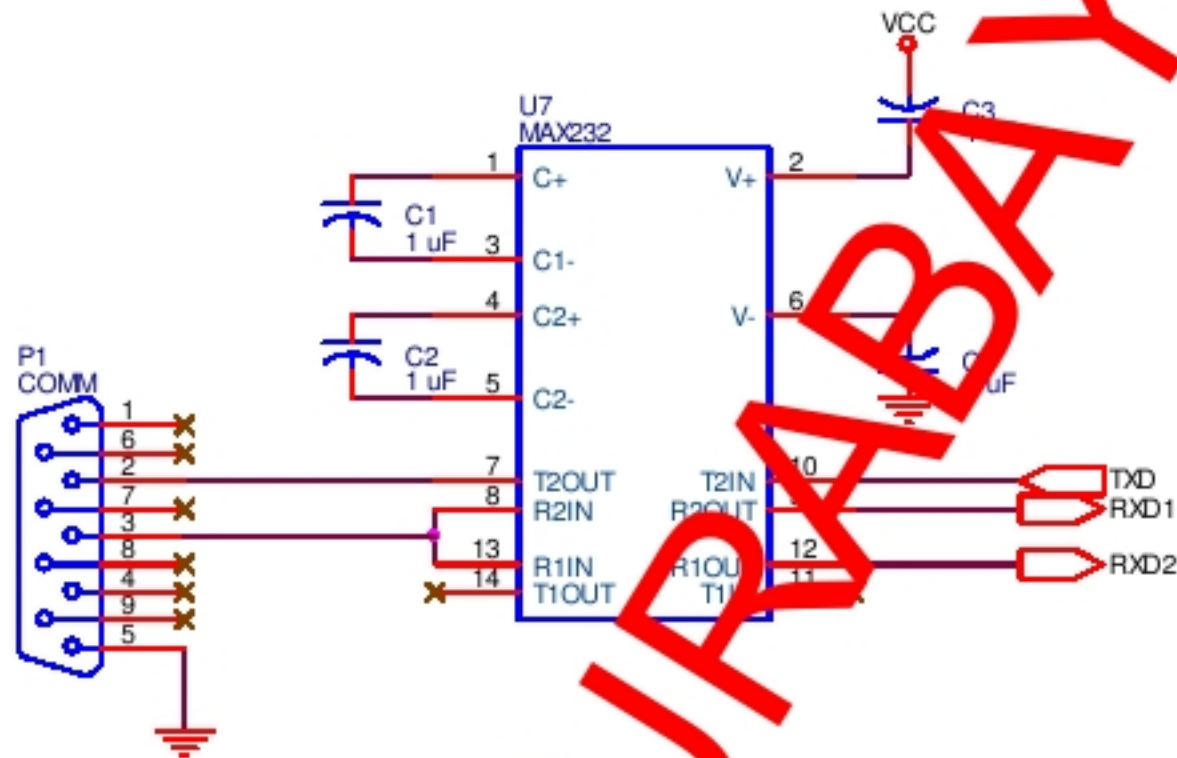 VCC
U7
MAX232
C3
1
C+
V+
2
C1
1 uF
3
C1-
4
C2+
V-
6
C2
1 uF
5
C2-
uF
P1
COMM
1
6
2
7
3
8
4
9
5
7
T2OUT
T2IN
10
TXD
8
R2IN
R2OUT
RXD1
13
R1IN
12
RXD2
14
T1OUT
11